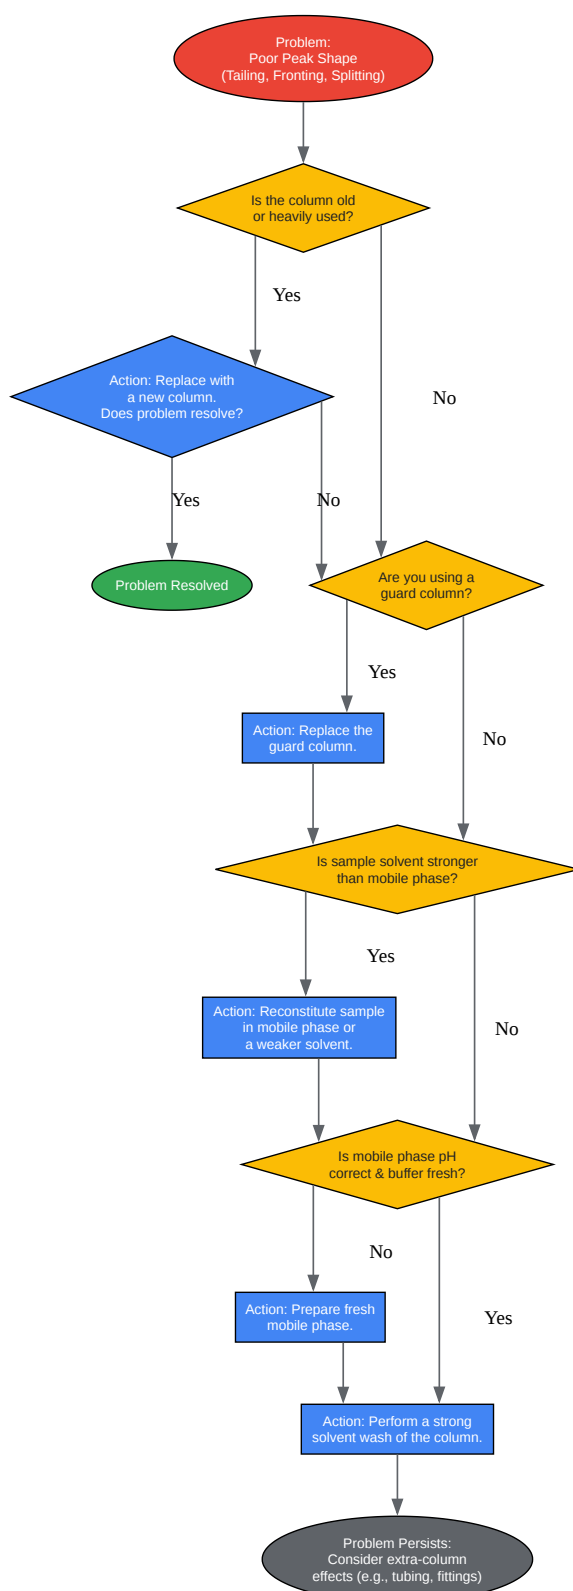 Problem:
Poor Peak Shape
(Tailing, Fronting, Splitting)
Is the column old
or heavily used?
Yes
Action: Replace with
a new column.
Does problem resolve?
No
Yes
No
Problem Resolved
Are you using a
guard column?
Yes
Action: Replace the
guard column.
No
Is sample solvent stronger
than mobile phase?
Yes
Action: Reconstitute sample
in mobile phase or
a weaker solvent.
No
Is mobile phase pH
correct & buffer fresh?
No
Action: Prepare fresh
mobile phase.
Yes
Action: Perform a strong
solvent wash of the column.
Problem Persists:
Consider extra-column
effects (e.g., tubing, fittings)